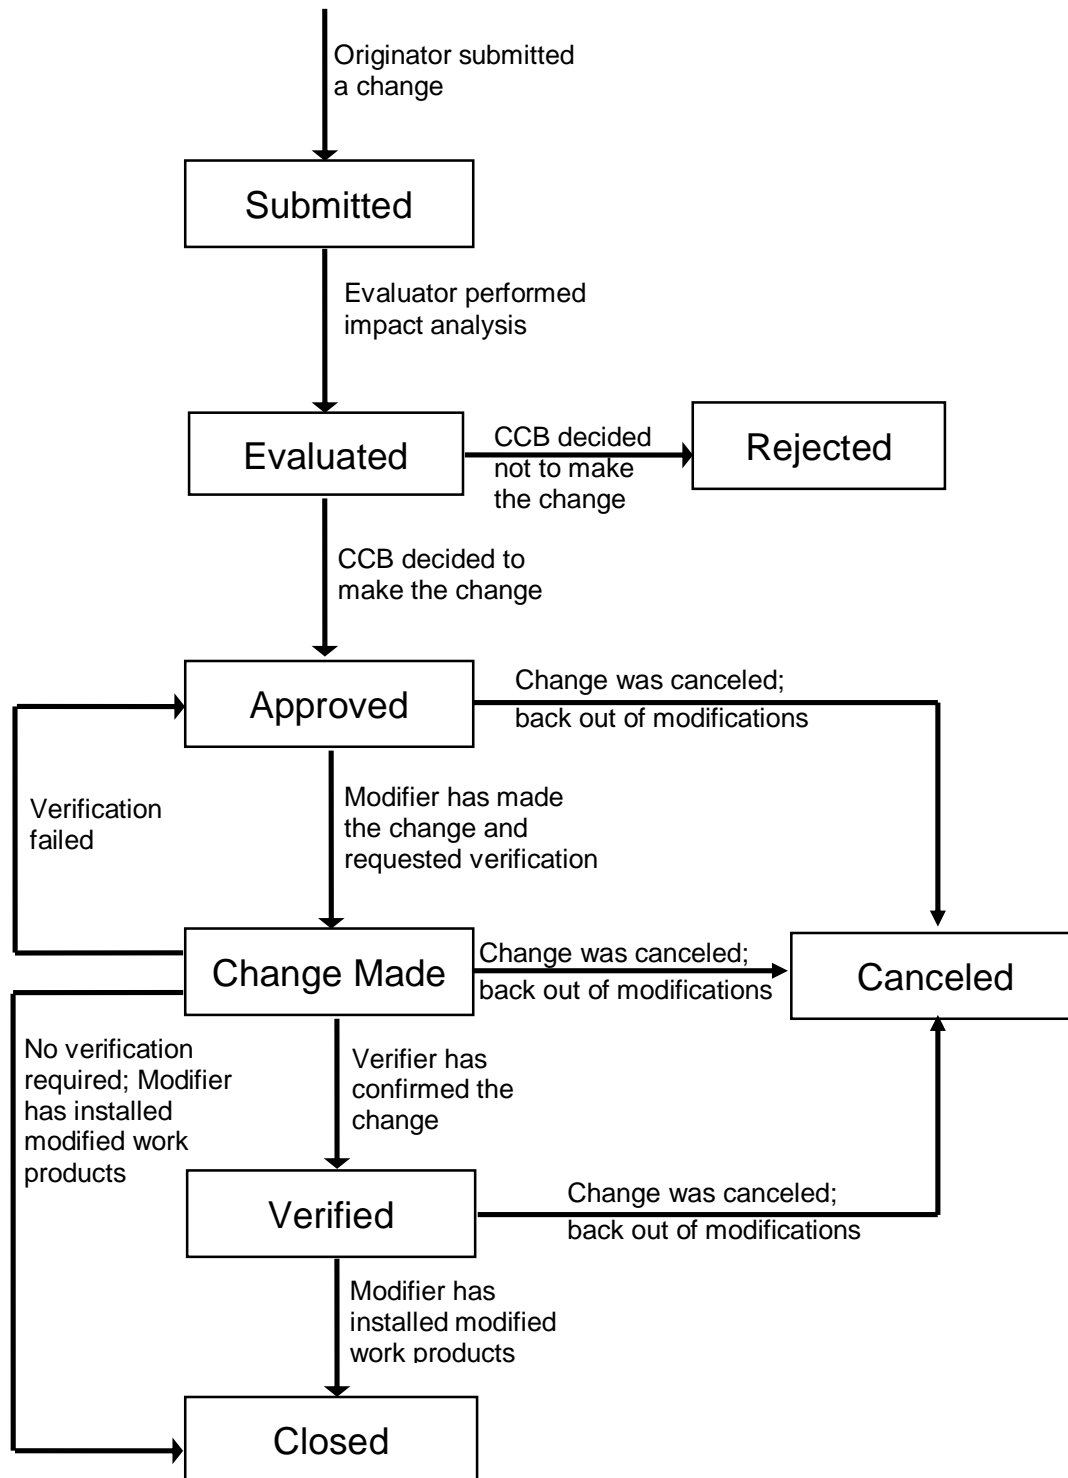 Originator submitted
a change
Submitted
Evaluator performed
impact analysis
Evaluated
CCB decided
not to make
the change
Rejected
CCB decided to
make the change
Approved
Change was canceled;
back out of modifications
Verification
failed
Modifier has made
the change and
requested verification
Change Made
Change was canceled;
back out of modifications
Canceled
No verification
required; Modifier
has installed
modified work
products
Verifier has
confirmed the
change
Verified
Change was canceled;
back out of modifications
Modifier has
installed modified
work products
Closed